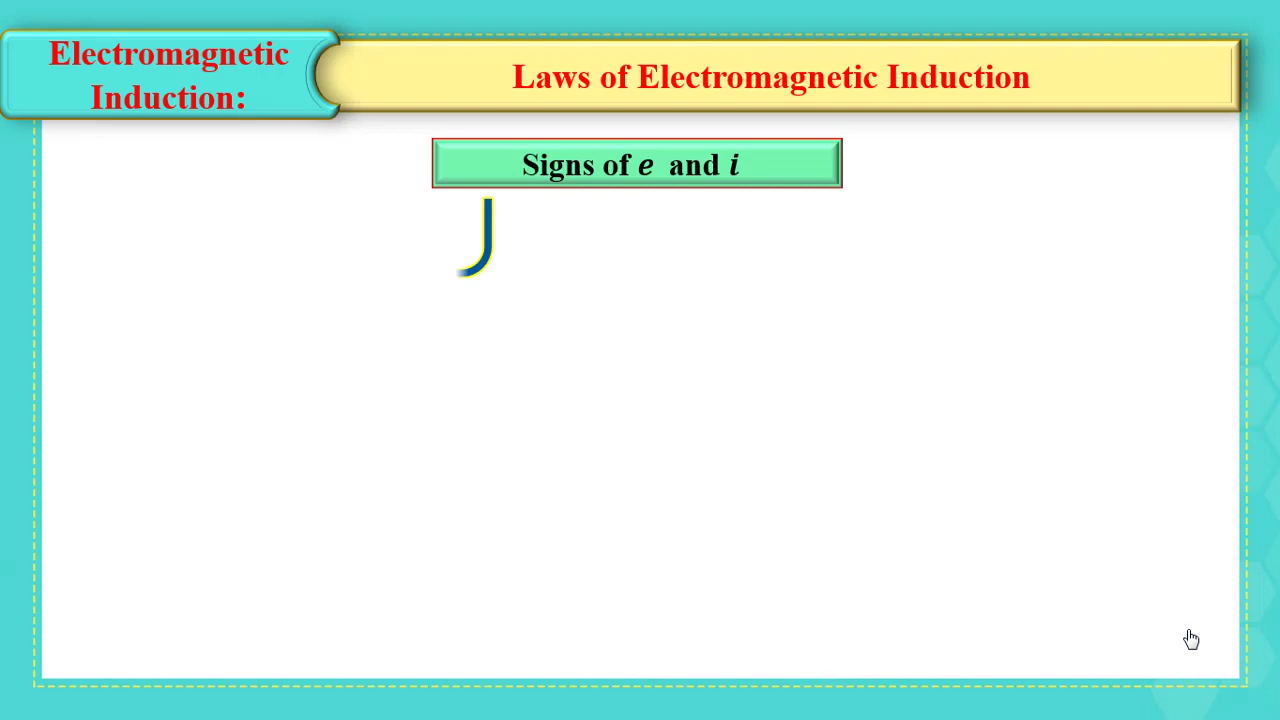 Electromagnetic
Induction:
Laws of Electromagnetic Induction
Signs of e and i